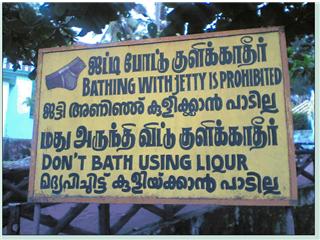 ஜட்டி போட்டு குளிக்காதீர்
BATHING WITH JETTY IS PROHIBITED
ജട്ടി അണിഞ്ഞു കുളിക്കാൻ പാടില്ല
மது அருந்தி விட்டு குளிக்காதீர்
DON'T BATH USING LIQUR
മദ്യപിച്ചിട്ട് കുളിയ്ക്കാൻ പാടില്ല